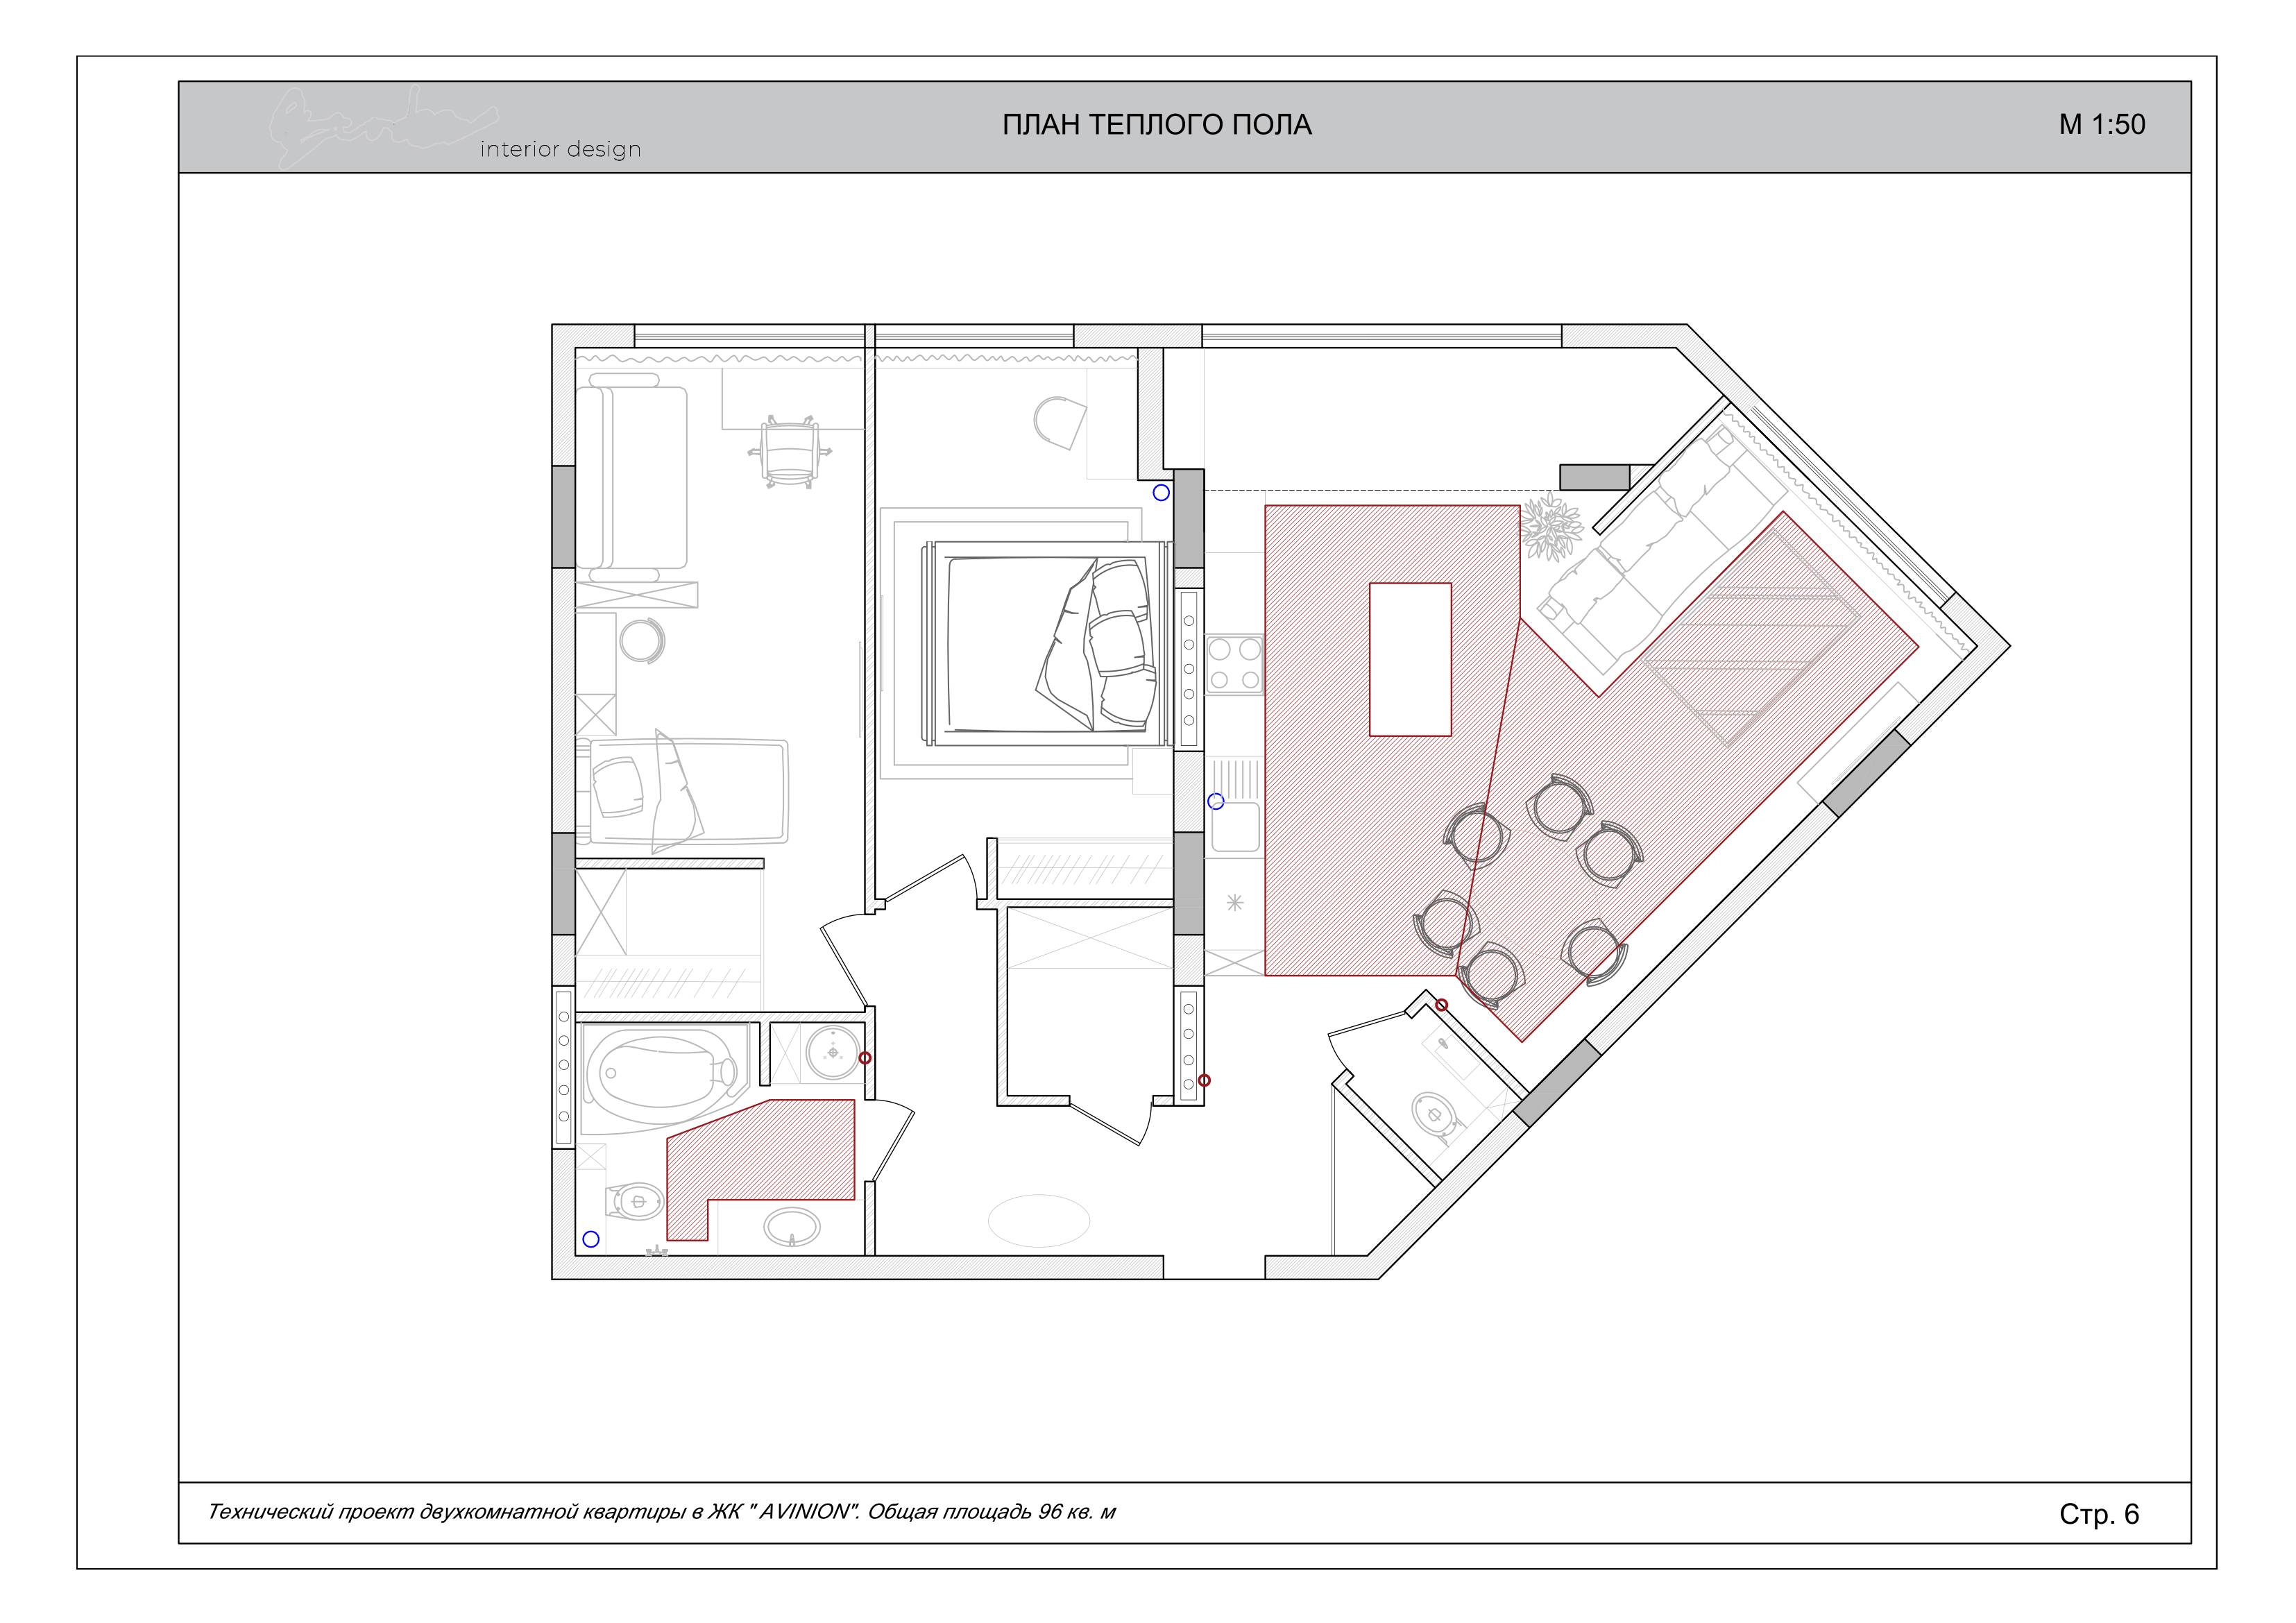 interior design
ПЛАН ТЕПЛОГО ПОЛА
М 1:50
Технический проект двухкомнатной квартиры в ЖК " AVINION". Общая площадь 96 кв. м
Стр. 6